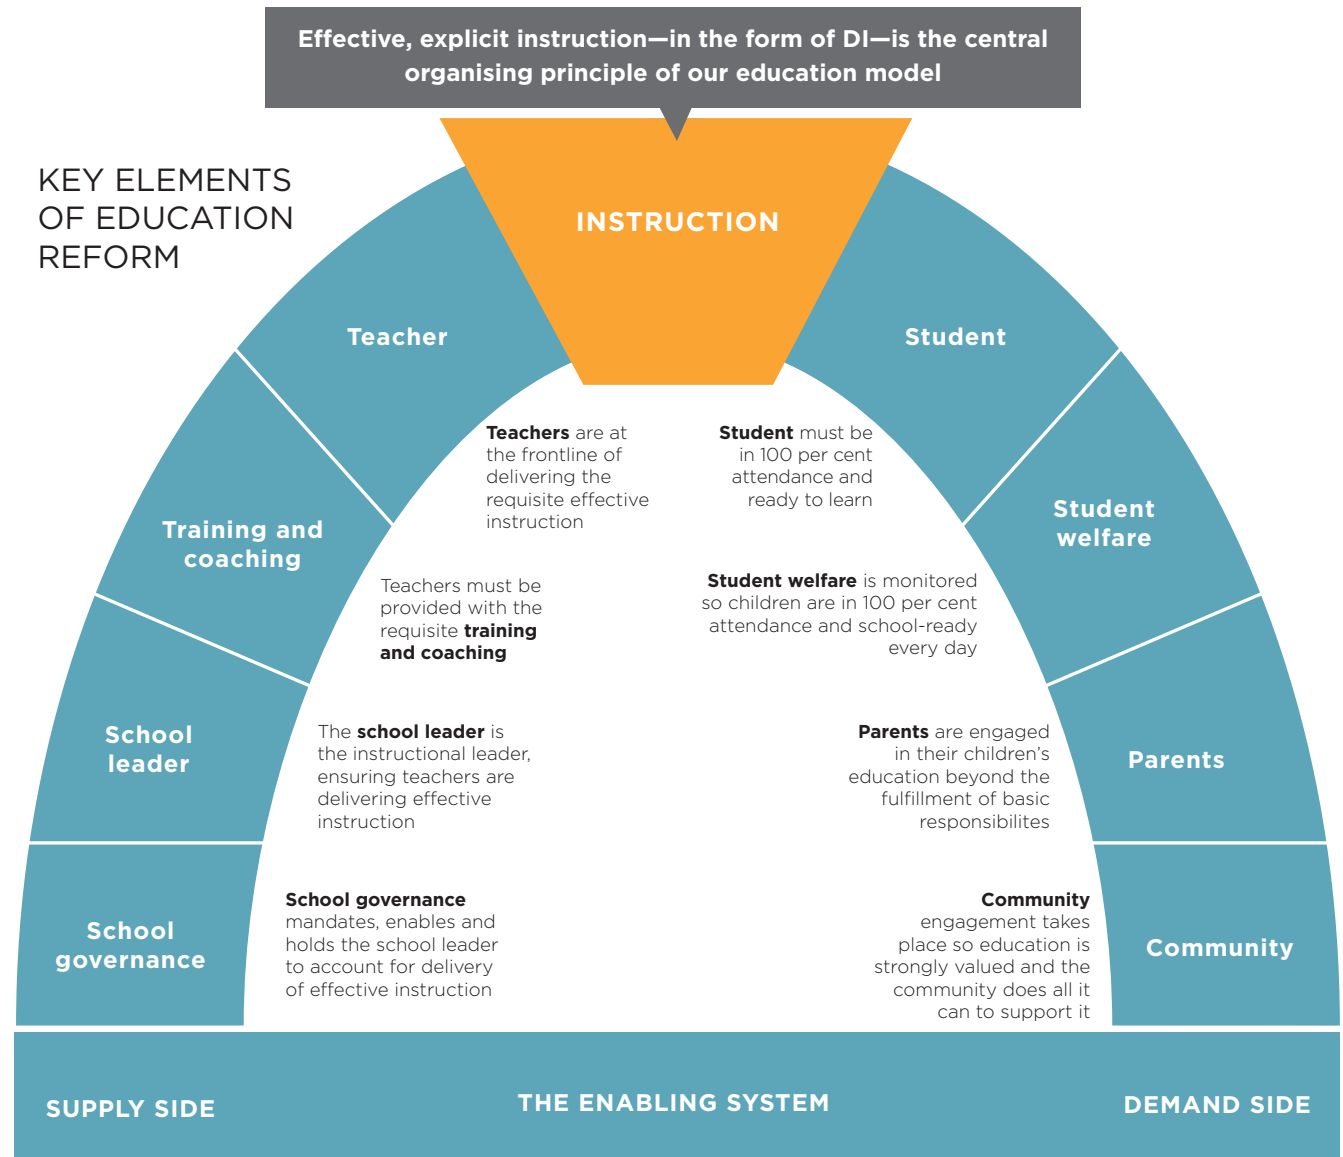 Effective, explicit instruction—in the form of DI—is the central
organising principle of our education model
KEY ELEMENTS
OF EDUCATION
REFORM
INSTRUCTION
Teacher
Student
Training and
coaching
Student
welfare
School
leader
Parents
School
governance
Community
Teachers are at
the frontline of
delivering the
requisite effective
instruction
Student must be
in 100 per cent
attendance and
ready to learn
Teachers must be
provided with the
requisite training
and coaching
Student welfare is monitored
so children are in 100 per cent
attendance and school-ready
every day
The school leader is
the instructional leader,
ensuring teachers are
delivering effective
instruction
Parents are engaged
in their children’s
education beyond the
fulfillment of basic
responsibilites
School governance
mandates, enables and
holds the school leader
to account for delivery
of effective instruction
Community
engagement takes
place so education is
strongly valued and the
community does all it
can to support it
SUPPLY SIDE
THE ENABLING SYSTEM
DEMAND SIDE